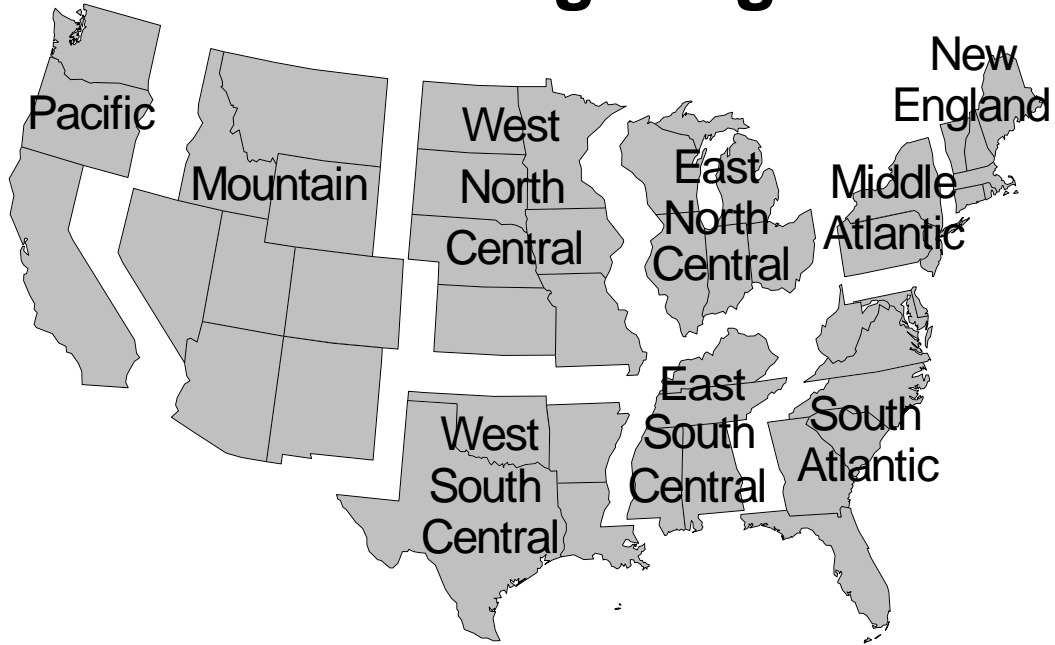 New
England
Pacific
West
North
Central
East
North
Central
Middle
Atlantic
Mountain
East
South
Central
South
Atlantic
West
South
Central